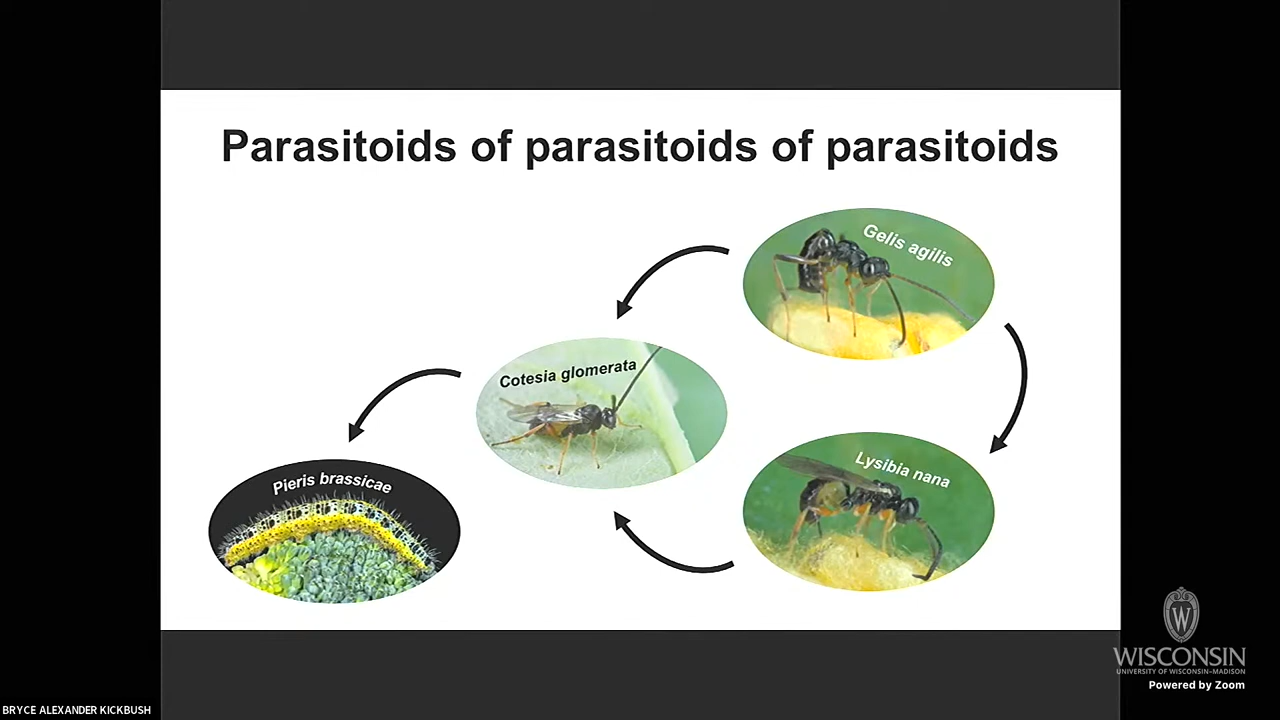 Parasitoids of parasitoids of parasitoids
Gelis agilis
Cotesia glomerata
Lysibia nana
Pieris brassicae
W
WISCONSIN
UNIVERSITY OF WISCONSIN–MADISON
Powered by Zoom
BRYCE ALEXANDER KICKBUSH